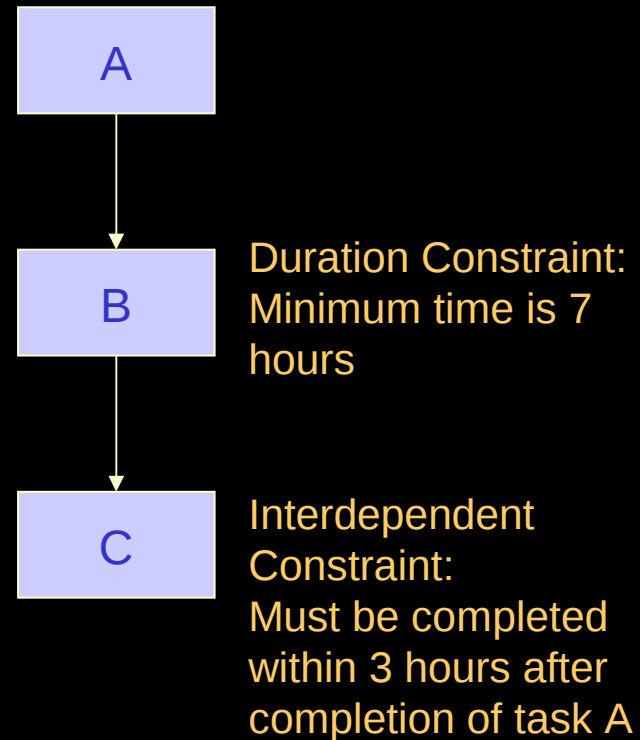 A
B
Duration Constraint:
Minimum time is 7
hours
C
Interdependent
Constraint:
Must be completed
within 3 hours after
completion of task A